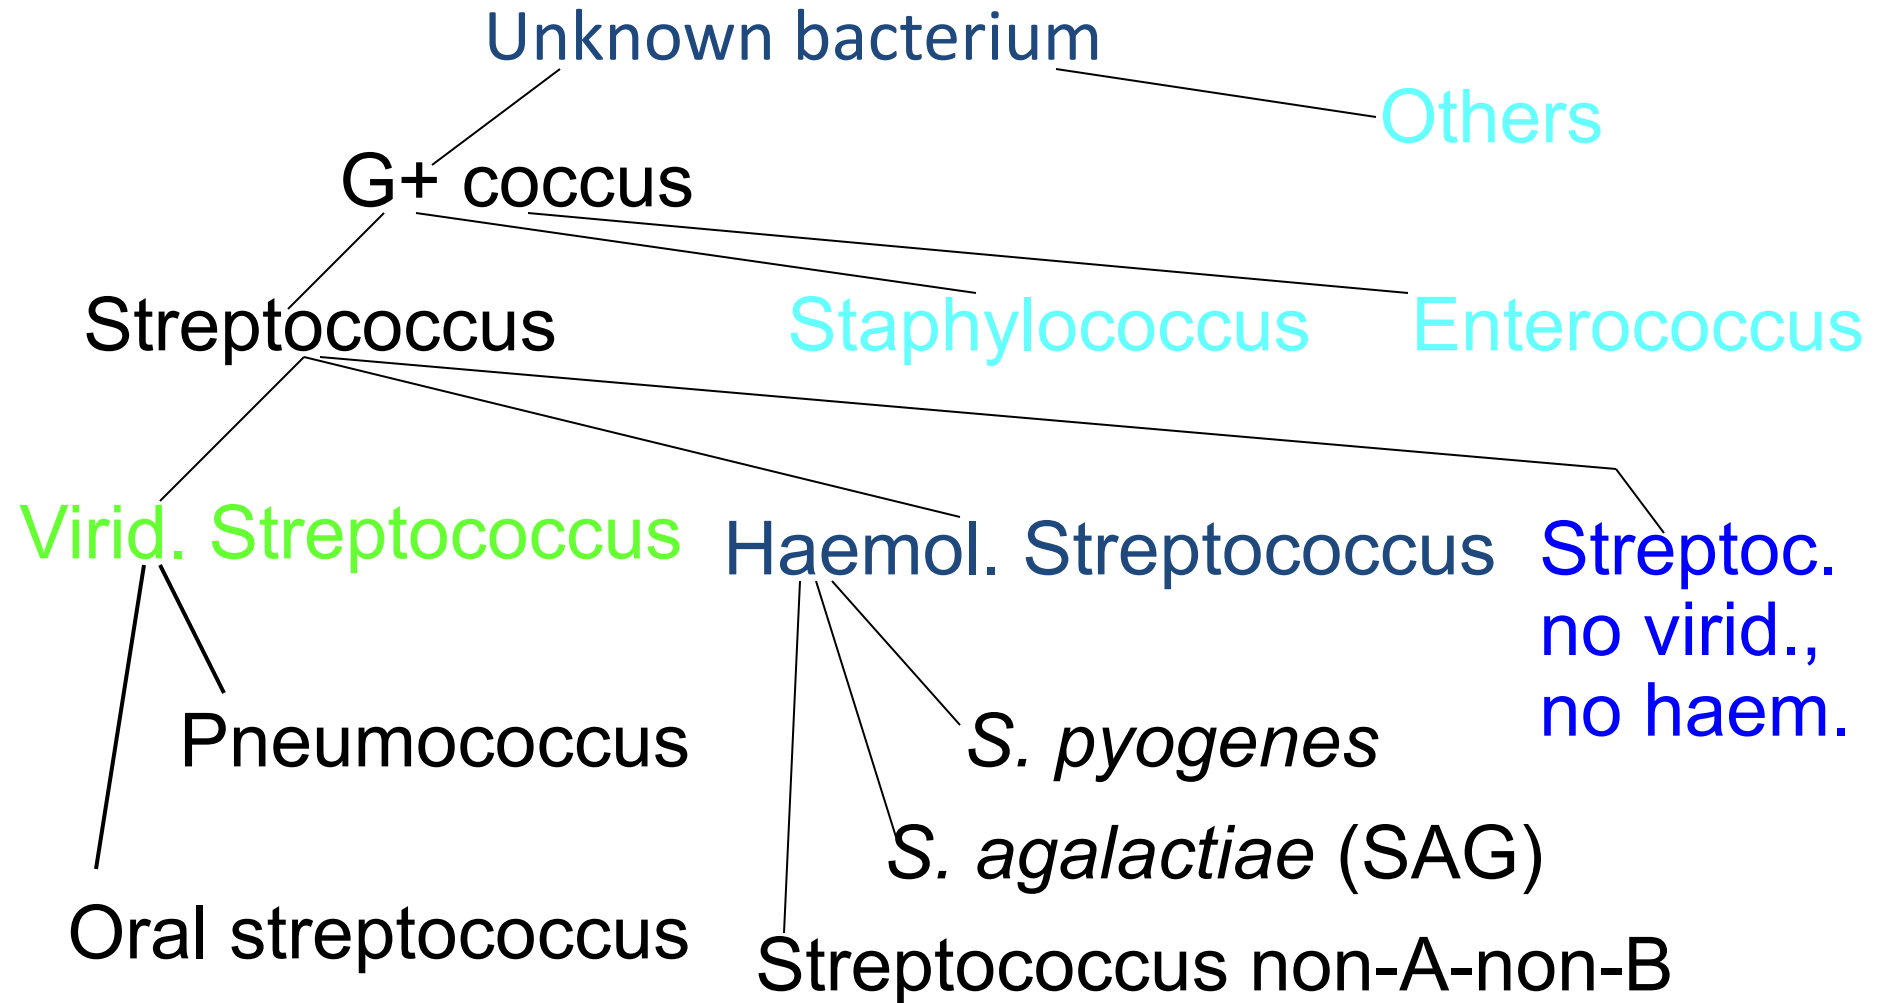 Unknown bacterium
Others
G+ coccus
Streptococcus
Staphylococcus
Enterococcus
Virid. Streptococcus
Haemol. Streptococcus
Streptoc.
no virid.,
no haem.
Pneumococcus
S. pyogenes
S. agalactiae (SAG)
Oral streptococcus
Streptococcus non-A-non-B